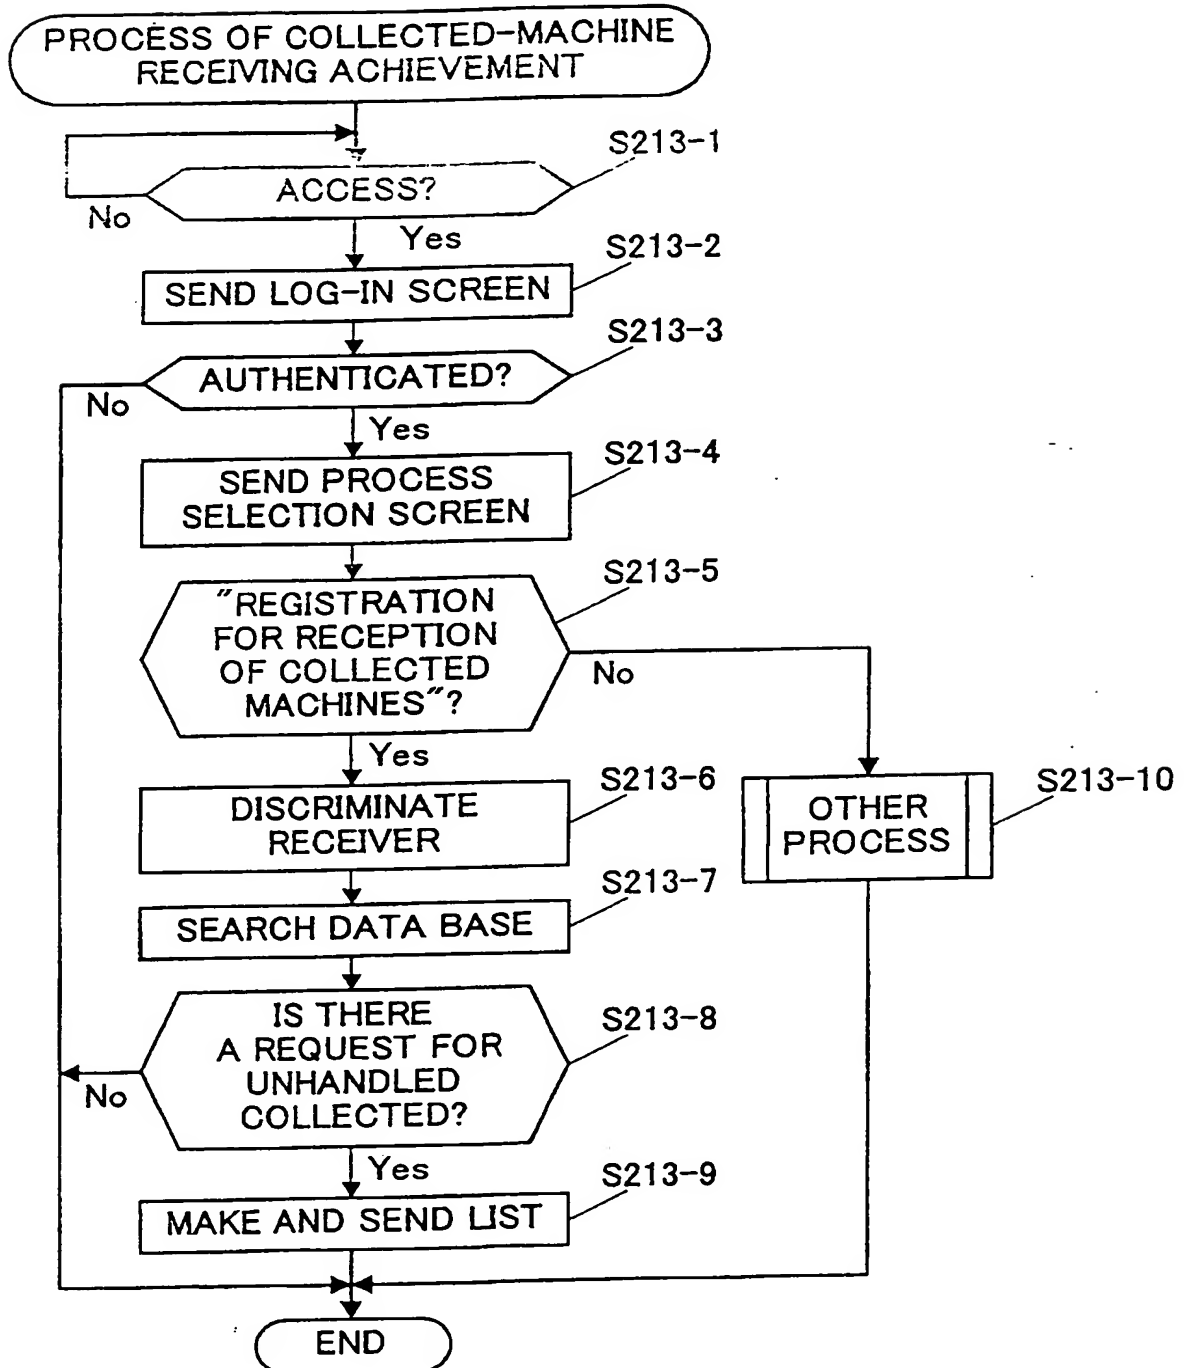 PROCESS OF COLLECTED-MACHINE
RECEIVING ACHIEVEMENT
S213-1
ACCESS?
No
Yes
S213-2
SEND LOG-IN SCREEN
S213-3
AUTHENTICATED?
No
Yes
S213-4
SEND PROCESS
SELECTION SCREEN
S213-5
"REGISTRATION
FOR RECEPTION
OF COLLECTED
MACHINES"?
No
Yes
S213-6
DISCRIMINATE
RECEIVER
S213-10
OTHER
PROCESS
S213-7
SEARCH DATA BASE
S213-8
IS THERE
A REQUEST FOR
UNHANDLED
COLLECTED?
No
Yes
S213-9
MAKE AND SEND LIST
END